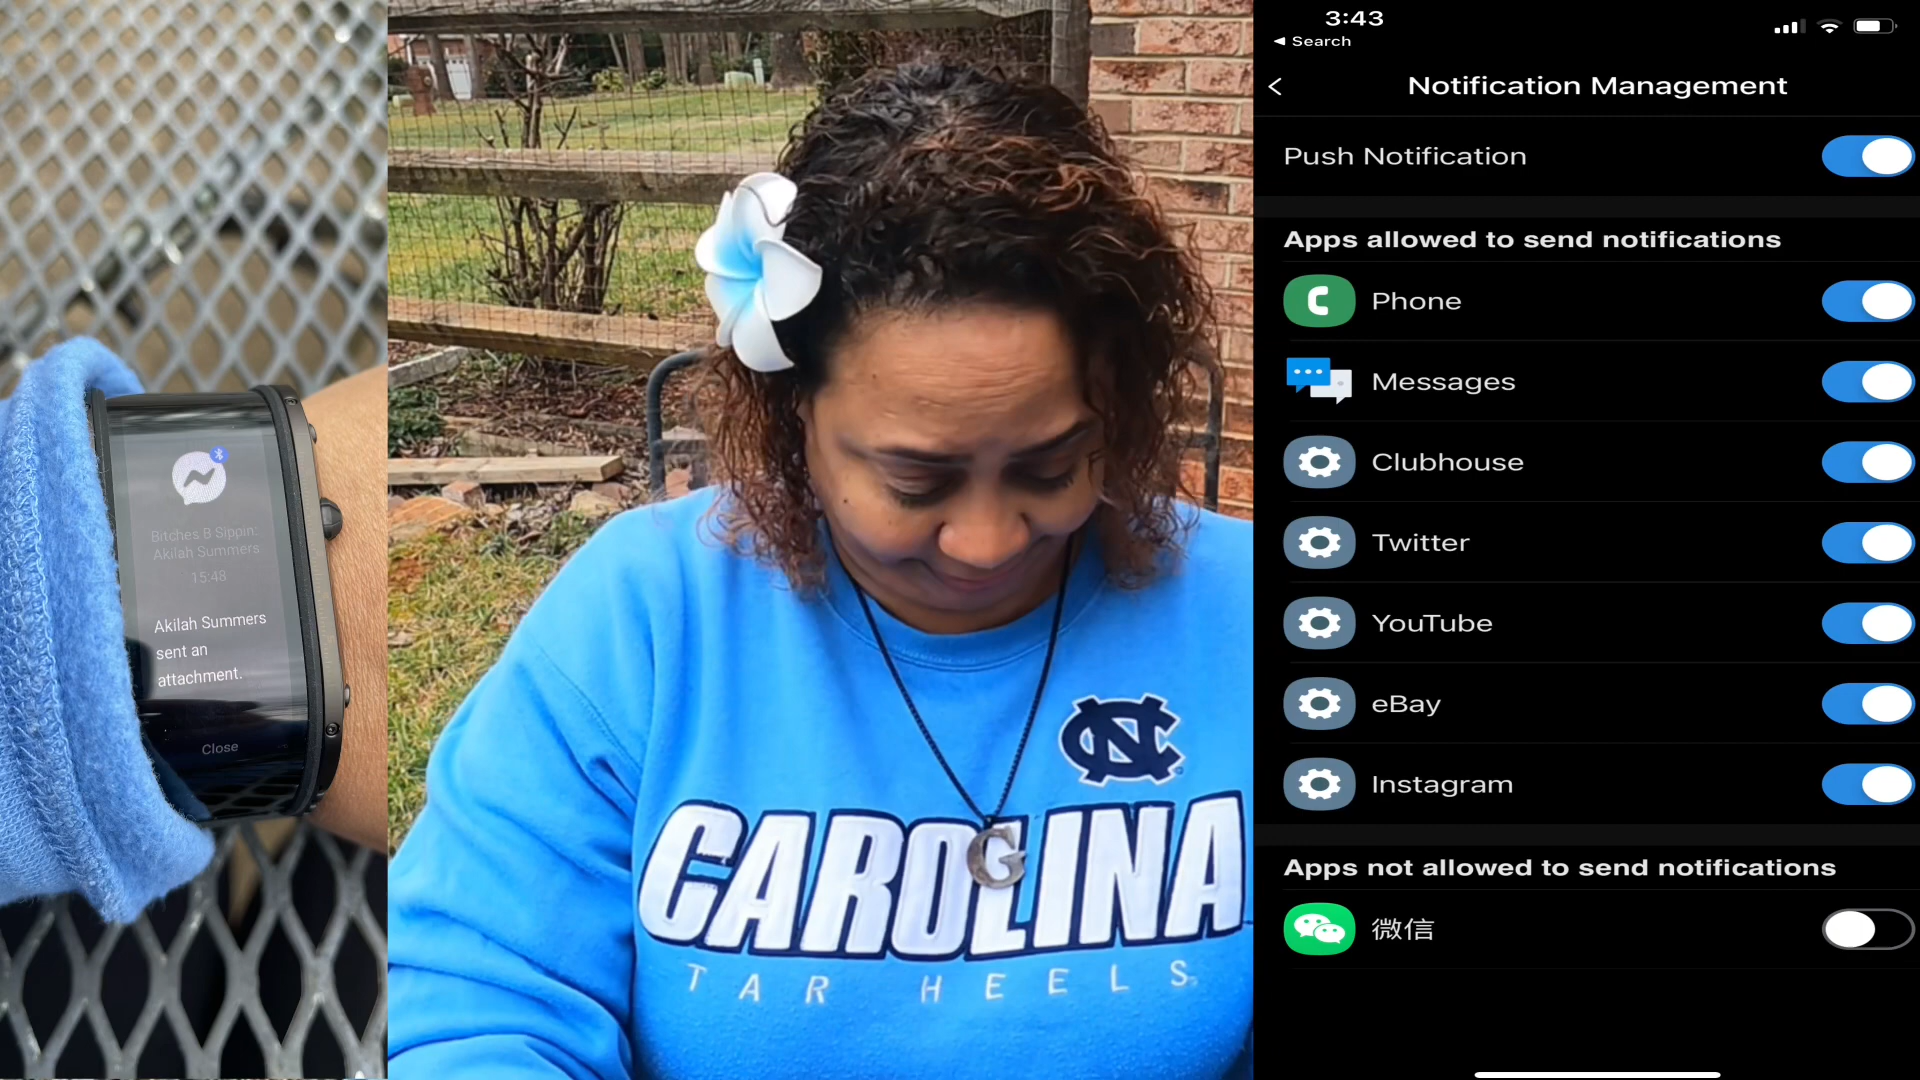 Bitches B Sippin:
Akilah Summers
15:48
Akilah Summers
sent an
attachment.
Close
NC
CAROLINA
TAR HEELS
G
3:43
Search
Notification Management
Push Notification
Apps allowed to send notifications
Phone
Messages
Clubhouse
Twitter
YouTube
eBay
Instagram
Apps not allowed to send notifications
微信